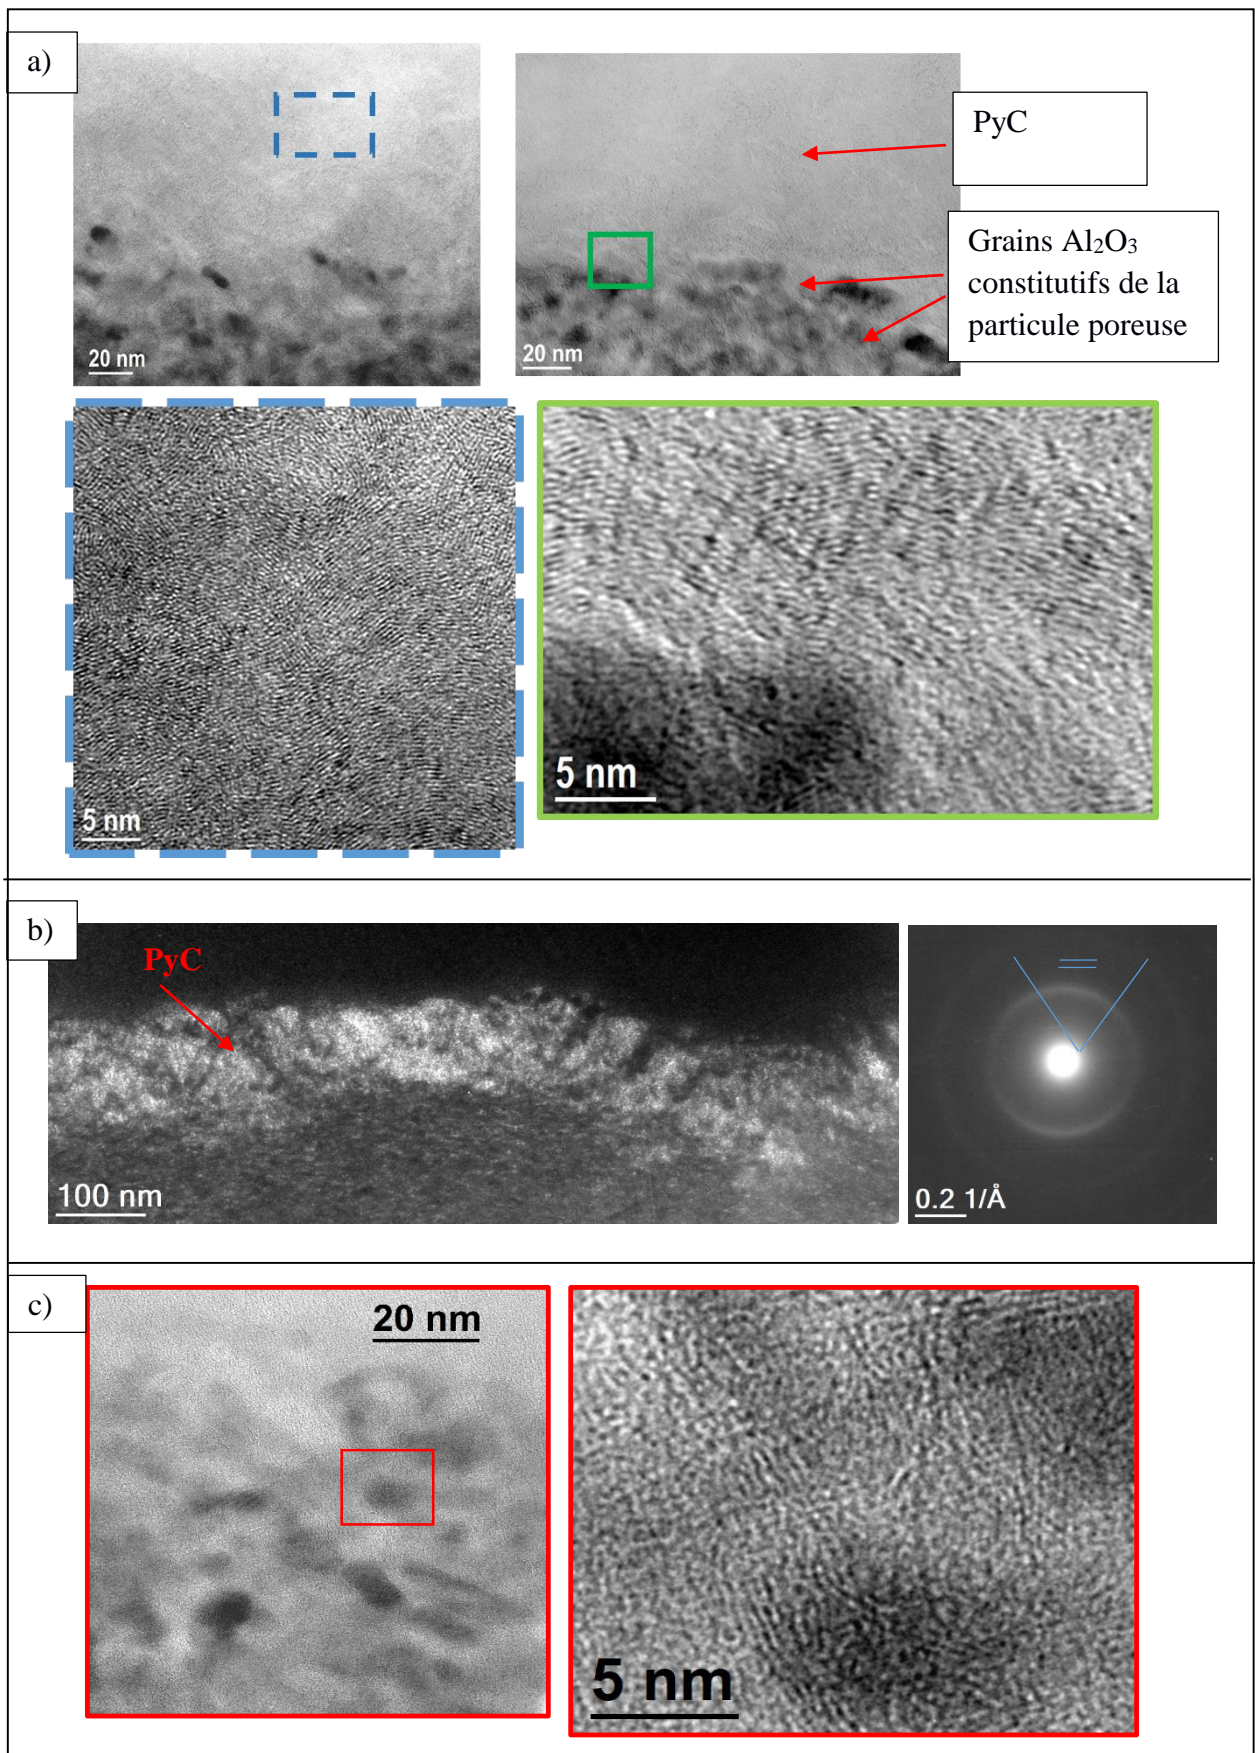 a)
20 nm
20 nm
PyC
Grains Al₂O₃
constitutifs de la
particule poreuse
5 nm
5 nm
b)
PyC
100 nm
0.2 1/Å
c)
20 nm
5 nm